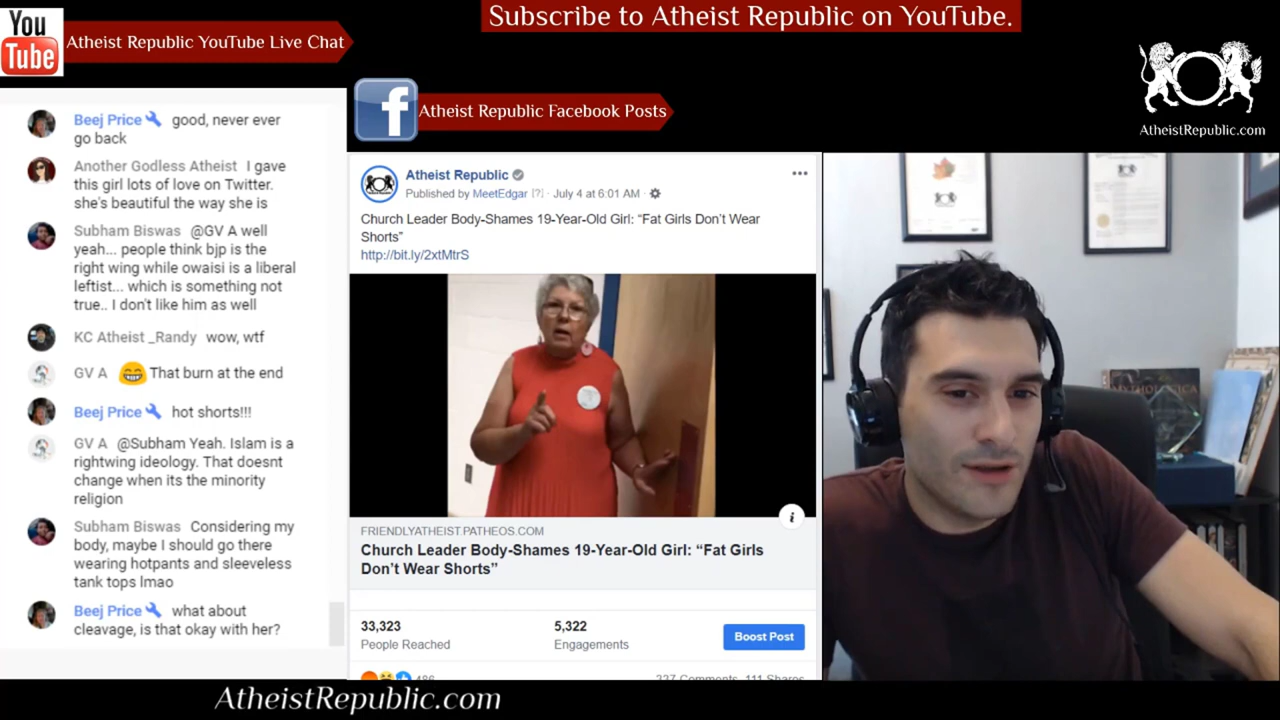 Subscribe to Atheist Republic on YouTube.
You
Tube
Atheist Republic YouTube Live Chat
AtheistRepublic.com
Atheist Republic Facebook Posts
Beej Price good, never ever
go back
Another Godless Atheist I gave
this girl lots of love on Twitter.
she's beautiful the way she is
Subham Biswas @GV A well
yeah... people think bjp is the
right wing while owaisi is a liberal
leftist... which is something not
true.. I don't like him as well
KC Atheist _Randy wow, wtf
GV A 😂 That burn at the end
Beej Price hot shorts!!!
GV A @Subham Yeah. Islam is a
rightwing ideology. That doesnt
change when its the minority
religion
Subham Biswas Considering my
body, maybe I should go there
wearing hotpants and sleeveless
tank tops lmao
Beej Price what about
cleavage, is that okay with her?
Atheist Republic
Published by MeetEdgar [?] · July 4 at 6:01 AM ·
Church Leader Body-Shames 19-Year-Old Girl: “Fat Girls Don’t Wear
Shorts”
http://bit.ly/2xtMtrS
FRIENDLYATHEIST.PATHEOS.COM
Church Leader Body-Shames 19-Year-Old Girl: “Fat Girls
Don’t Wear Shorts”
33,323
People Reached
5,322
Engagements
Boost Post
486
227 Comments 111 Shares
MYTHOLOGICA
AtheistRepublic.com